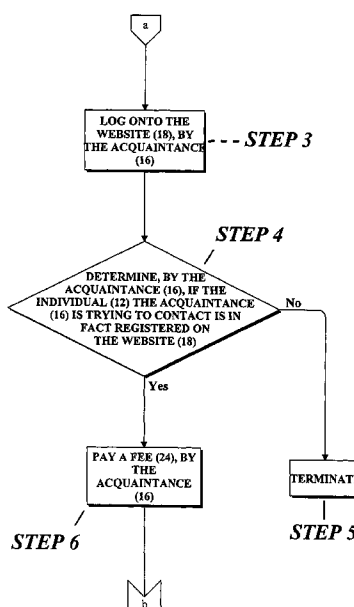 a
LOG ONTO THE
WEBSITE (18), BY
THE ACQUAINTANCE
(16)
STEP 3
STEP 4
DETERMINE, BY THE
ACQUAINTANCE (16), IF THE
INDIVIDUAL (12) THE ACQUAINTANCE
(16) IS TRYING TO CONTACT IS IN
FACT REGISTERED ON
THE WEBSITE (18)
No
Yes
PAY A FEE (24), BY
THE
ACQUAINTANCE
(16)
TERMINAT
STEP 5
STEP 6
b